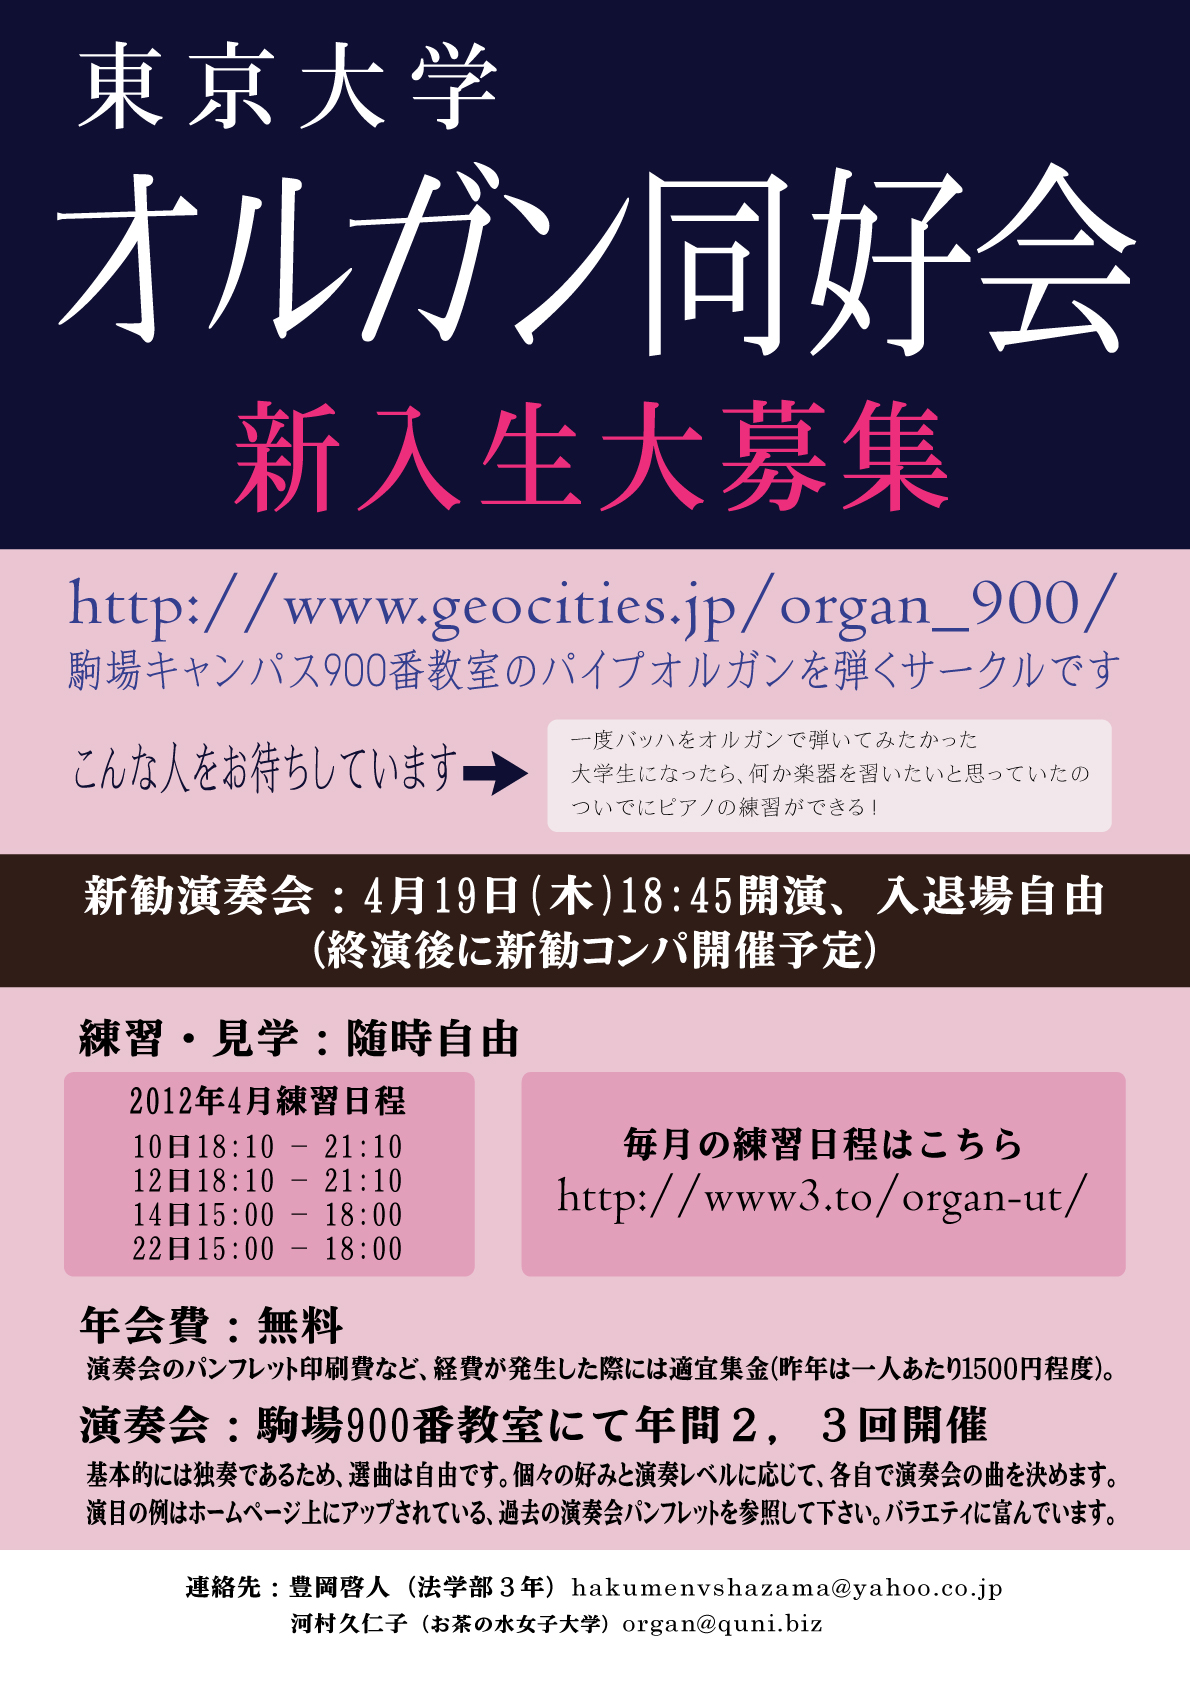 東京大学
オルガン同好会
新入生大募集
http://www.geocities.jp/organ_900/
駒場キャンパス900番教室のパイプオルガンを弾くサークルです
こんな人をお待ちしています
一度バッハをオルガンで弾いてみたかった
大学生になったら、何か楽器を習いたいと思っていたの
ついでにピアノの練習ができる!
新勧演奏会：4月19日(木)18:45開演、入退場自由
(終演後に新勧コンパ開催予定)
練習・見学：随時自由
2012年4月練習日程
10日18:10 − 21:10
12日18:10 − 21:10
14日15:00 − 18:00
22日15:00 − 18:00
毎月の練習日程はこちら
http://www3.to/organ-ut/
年会費：無料
演奏会のパンフレット印刷費など、経費が発生した際には適宜集金(昨年は一人あたり1500円程度)。
演奏会：駒場900番教室にて年間２，３回開催
基本的には独奏であるため、選曲は自由です。個々の好みと演奏レベルに応じて、各自で演奏会の曲を決めます。
演目の例はホームページ上にアップされている、過去の演奏会パンフレットを参照して下さい。バラエティに富んでいます。
連絡先：豊岡啓人（法学部３年）hakumenvshazama@yahoo.co.jp
河村久仁子（お茶の水女子大学）organ@quni.biz